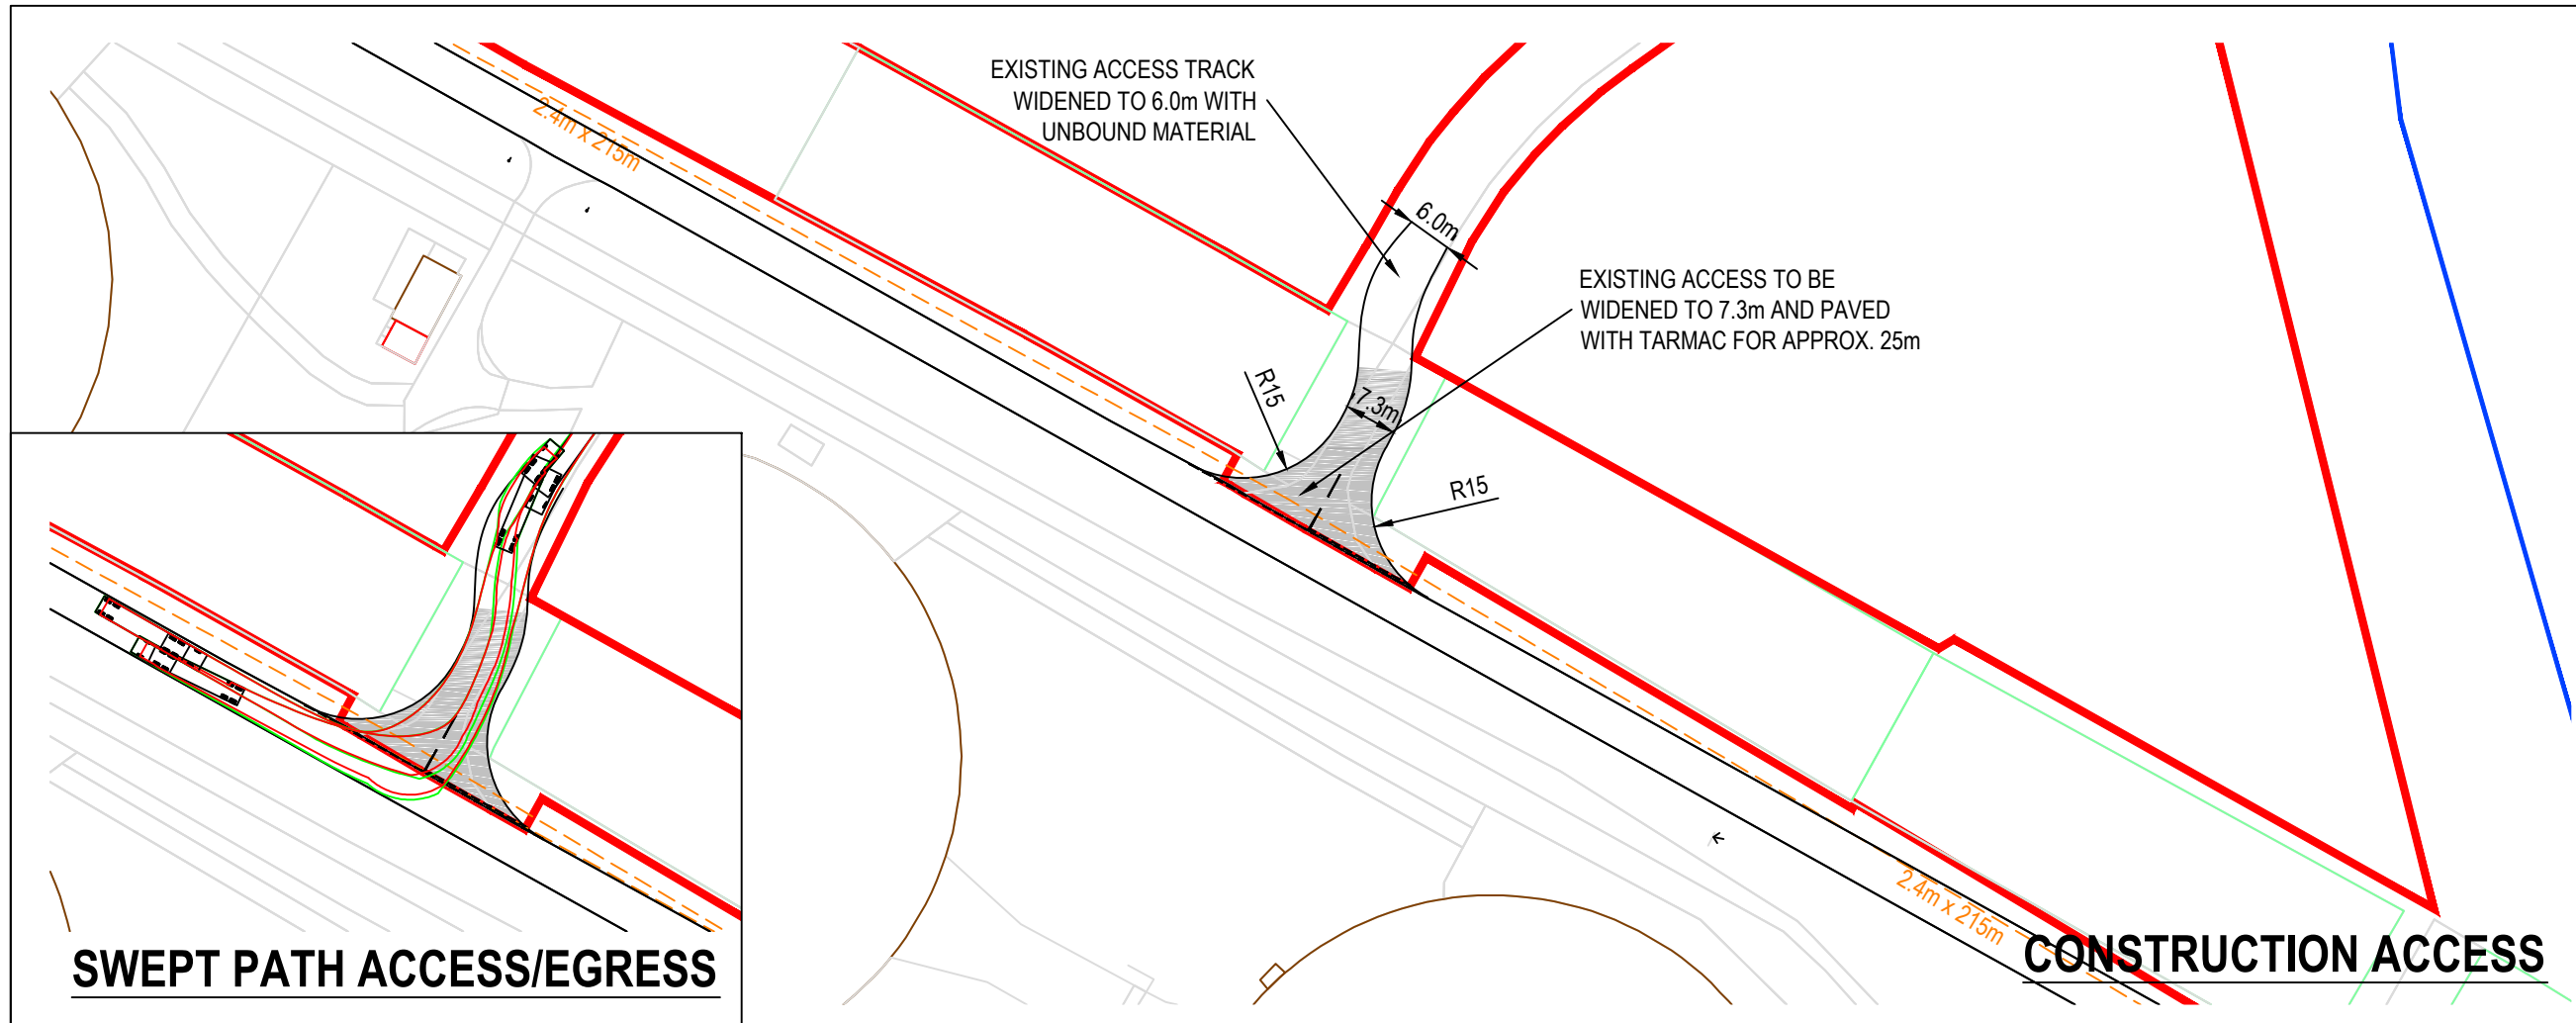 EXISTING ACCESS TRACK
WIDENED TO 6.0m WITH
UNBOUND MATERIAL
2.4m x 215m
6.0m
EXISTING ACCESS TO BE
WIDENED TO 7.3m AND PAVED
WITH TARMAC FOR APPROX. 25m
R15
7.3m
R15
2.4m x 215m
SWEPT PATH ACCESS/EGRESS
CONSTRUCTION ACCESS